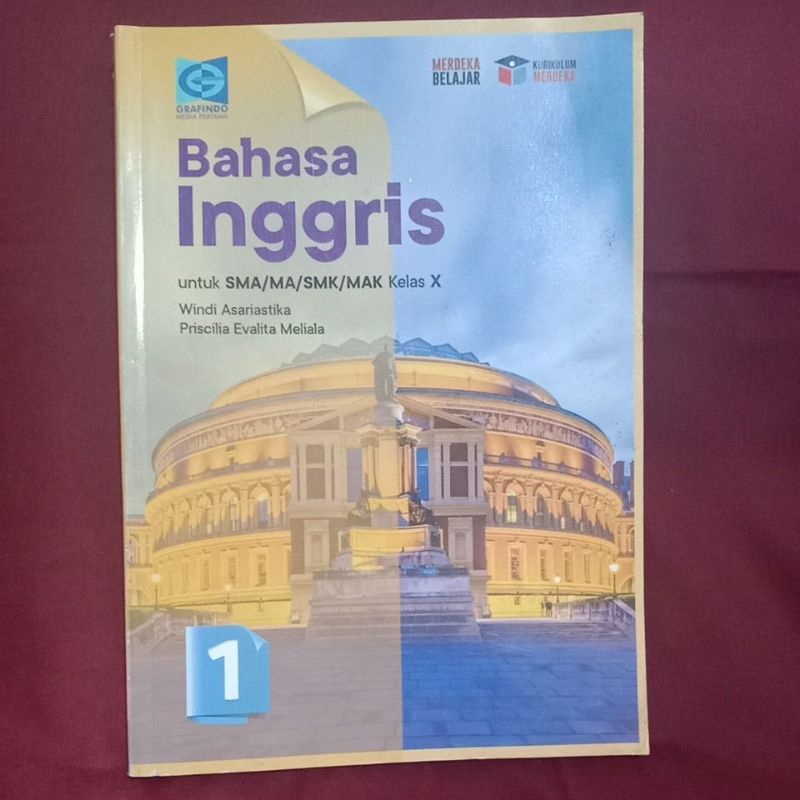 GRAFINDO
MEDIA PRATAMA
MERDEKA
BELAJAR
KURIKULUM
MERDEKA
Bahasa
Inggris
untuk SMA/MA/SMK/MAK Kelas X
Windi Asariastika
Priscilia Evalita Meliala
1